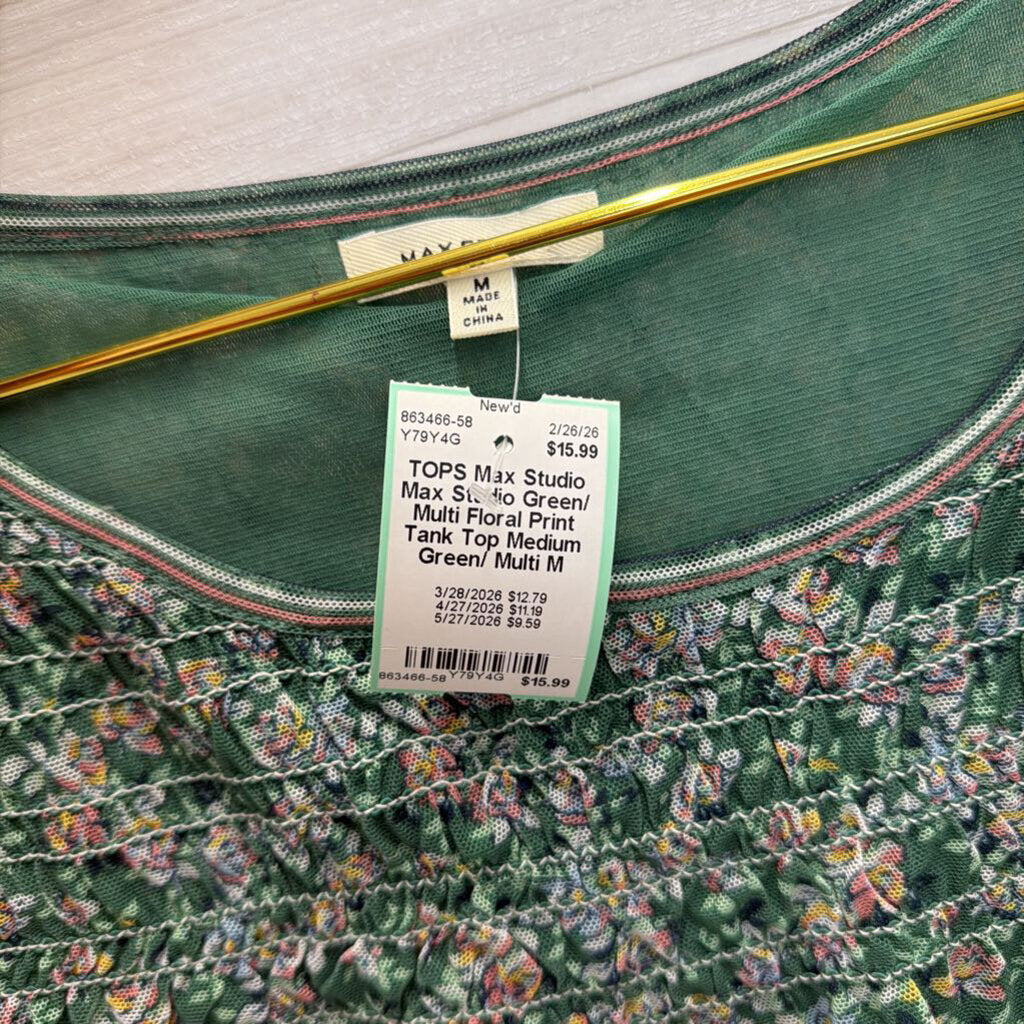 MAX
M
MADE
IN
CHINA
New'd
863466-58 2/26/26
Y79Y4G $15.99
TOPS Max Studio
Max Studio Green/
Multi Floral Print
Tank Top Medium
Green/ Multi M
3/28/2026 $12.79
4/27/2026 $11.19
5/27/2026 $9.59
863466-58 Y79Y4G $15.99